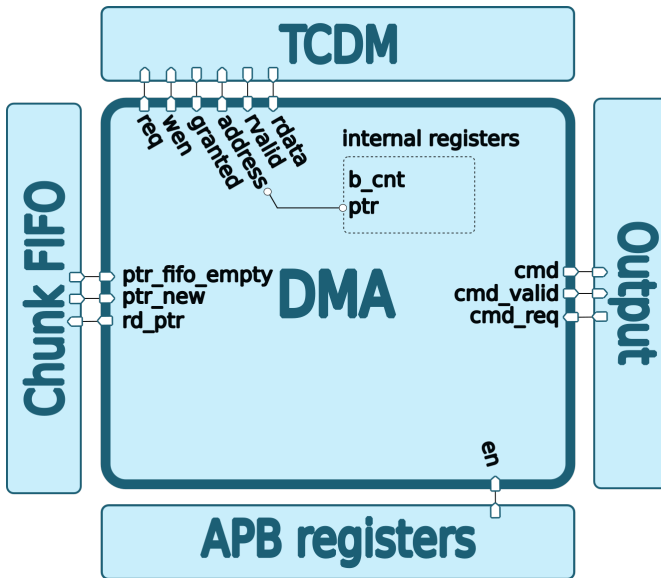 TCDM
req
wen
granted
address
rvalid
rdata
internal registers
b_cnt
ptr
Chunk FIFO
ptr_fifo_empty
ptr_new
rd_ptr
DMA
cmd
cmd_valid
cmd_req
Output
en
APB registers